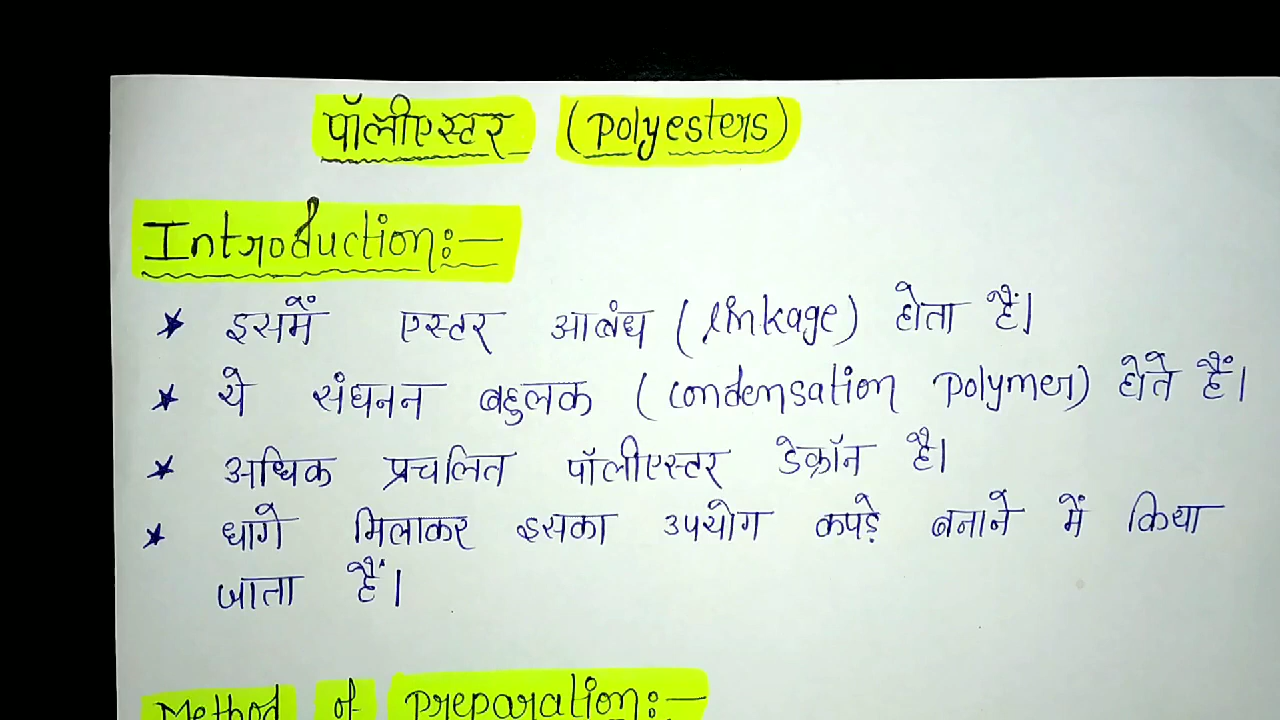 पॉलीएस्टर (Polyesters)
Introduction:—
★ इसमें एस्टर आबंध (linkage) होता हैं।
★ ये संघनन बहुलक (Condensation Polymer) होते हैं।
★ अधिक प्रचलित पॉलीएस्टर डेक्रॉन है।
★ धागे मिलाकर इसका उपयोग कपड़े बनाने में किया
जाता हैं।
Method of Preparation:—